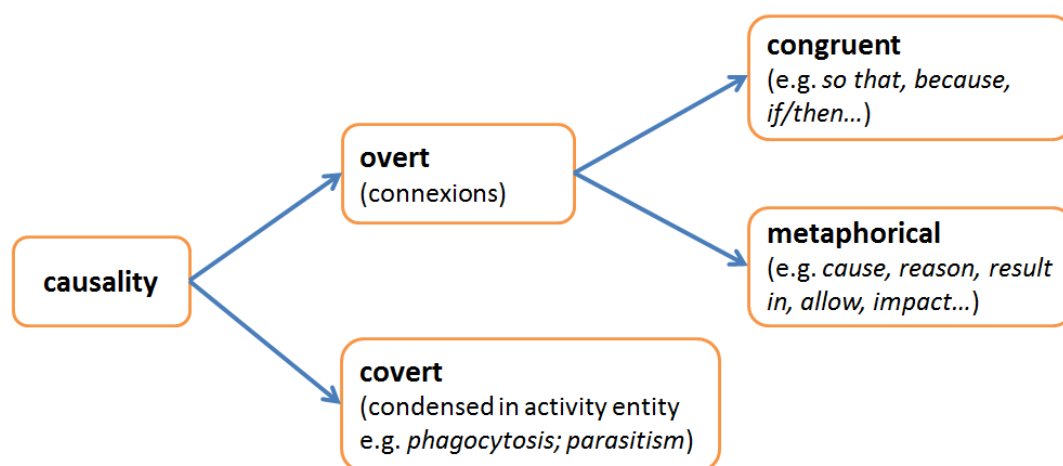 congruent
(e.g. so that, because,
if/then…)
overt
(connexions)
metaphorical
(e.g. cause, reason, result
in, allow, impact…)
causality
covert
(condensed in activity entity
e.g. phagocytosis; parasitism)